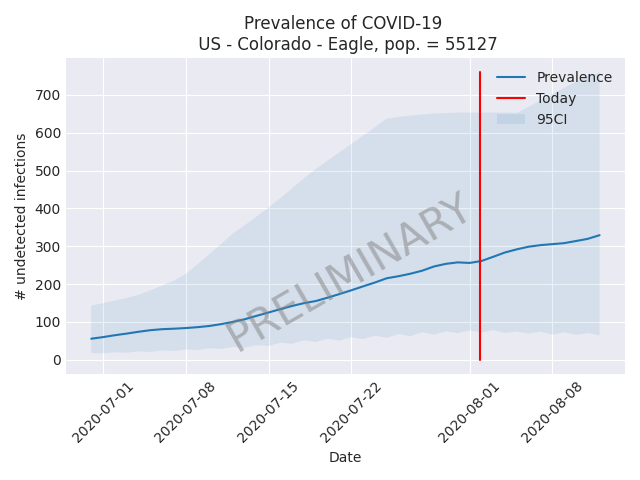 Prevalence of COVID-19
US - Colorado - Eagle, pop. = 55127
Prevalence
Today
95CI
# undetected infections
700
600
500
400
300
200
100
0
PRELIMINARY
2020-07-01
2020-07-08
2020-07-15
2020-07-22
2020-08-01
2020-08-08
Date